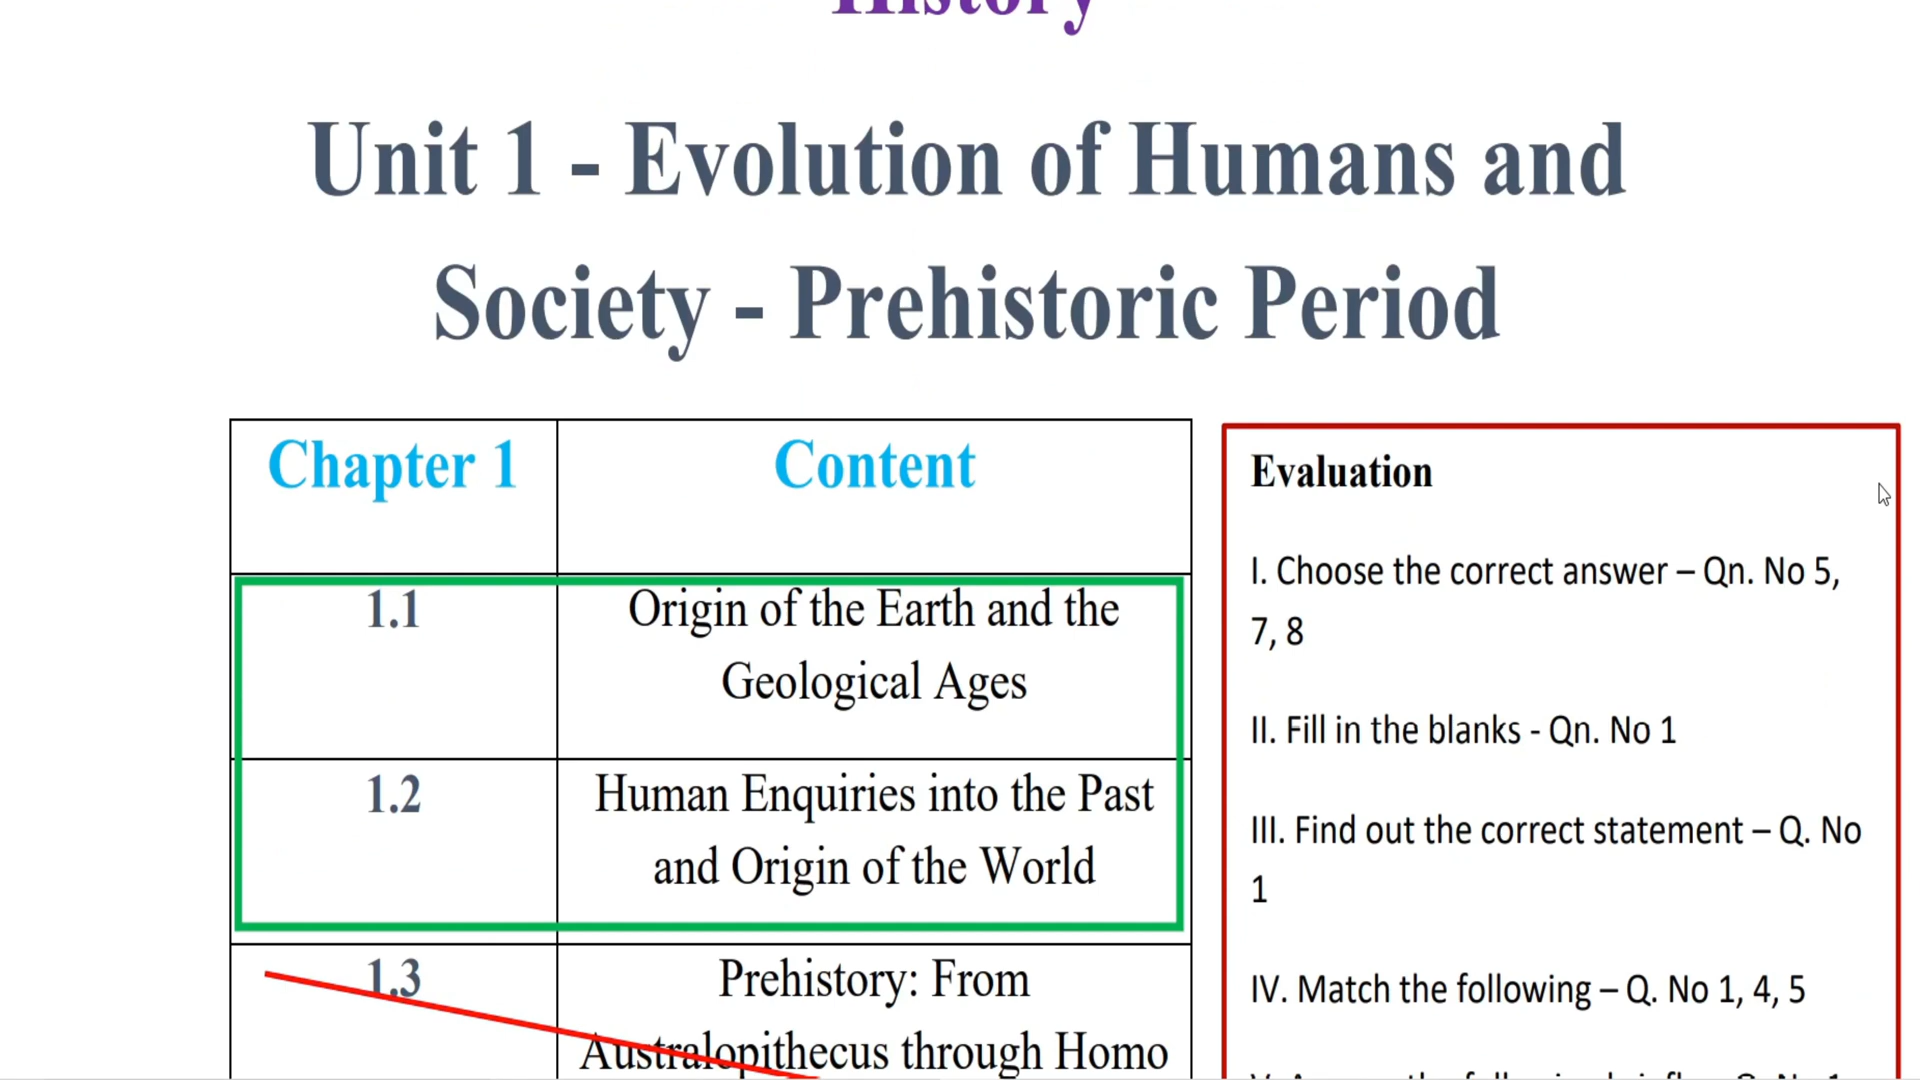 History
Unit 1 - Evolution of Humans and
Society - Prehistoric Period
Chapter 1
Content
1.1
Origin of the Earth and the
Geological Ages
1.2
Human Enquiries into the Past
and Origin of the World
1.3
Prehistory: From
Australopithecus through Homo
Evaluation
I. Choose the correct answer – Qn. No 5,
7, 8
II. Fill in the blanks - Qn. No 1
III. Find out the correct statement – Q. No
1
IV. Match the following – Q. No 1, 4, 5